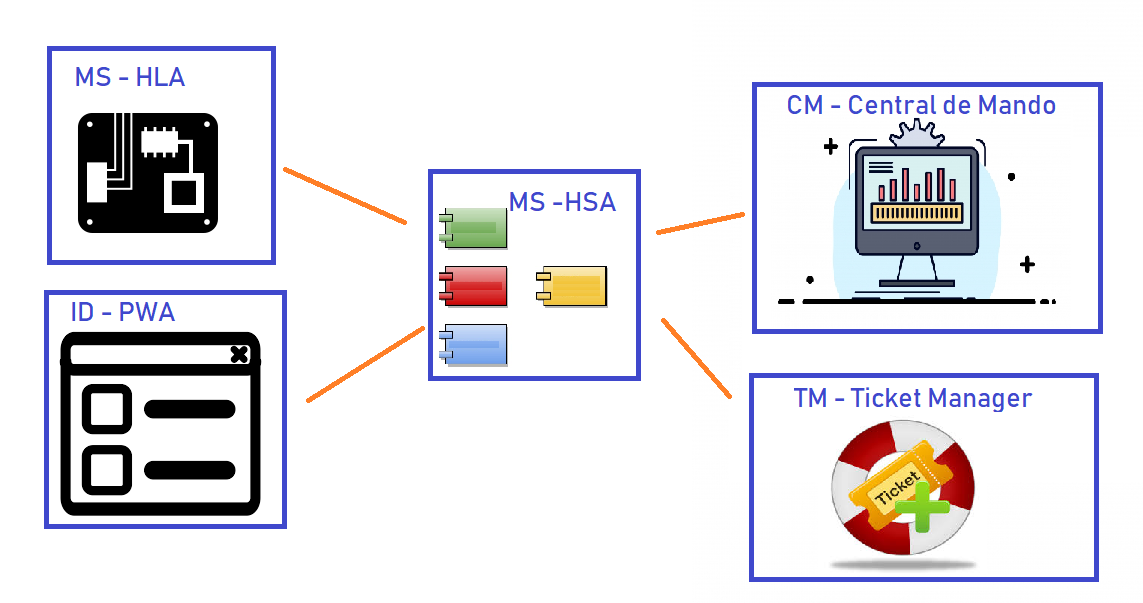 MS - HLA
ID - PWA
MS -HSA
CM - Central de Mando
TM - Ticket Manager
Ticket